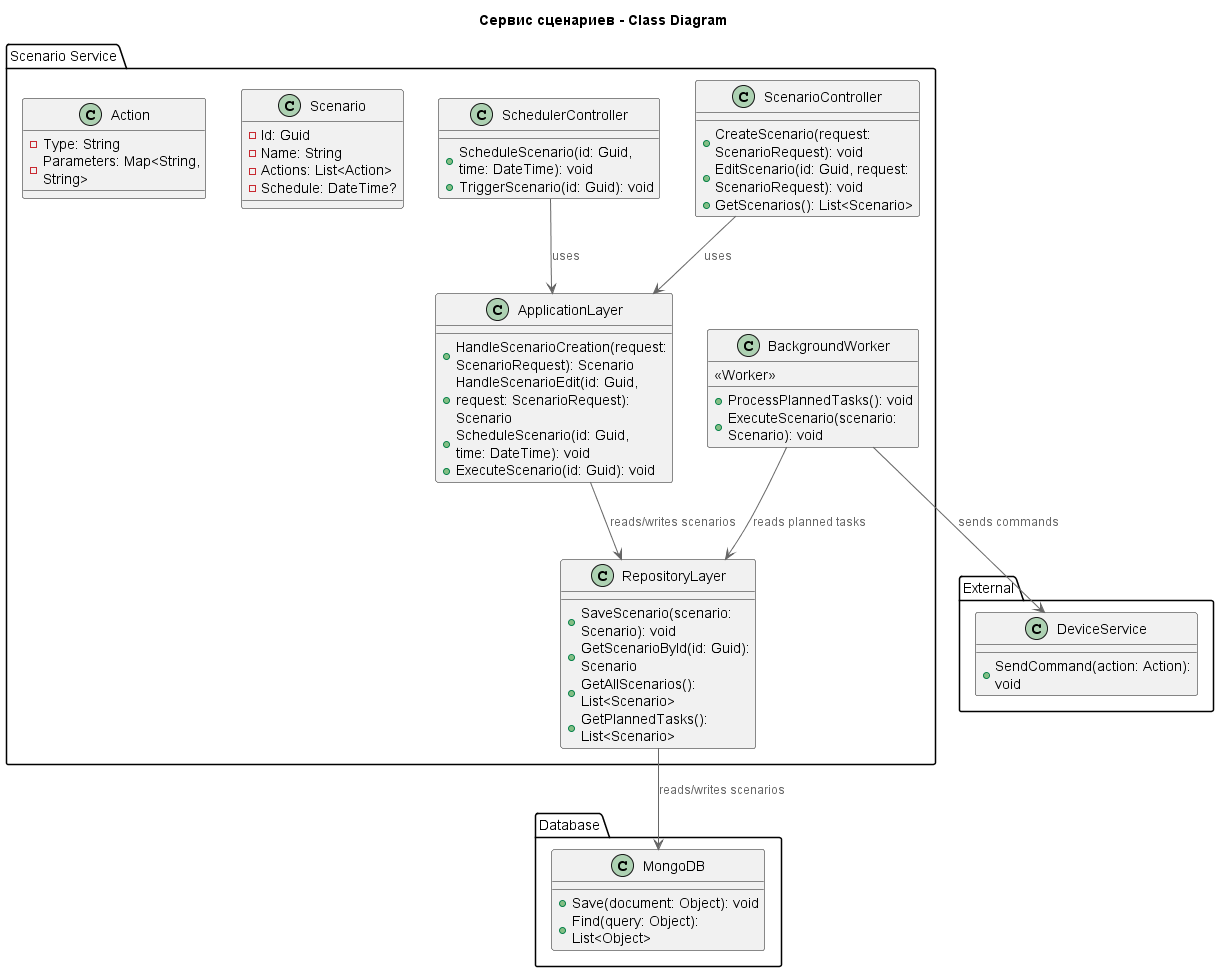 Сервис сценариев - Class Diagram
Scenario Service
C Action
Type: String
Parameters: Map<String,
String>
C Scenario
Id: Guid
Name: String
Actions: List<Action>
Schedule: DateTime?
C SchedulerController
ScheduleScenario(id: Guid,
time: DateTime): void
TriggerScenario(id: Guid): void
C ScenarioController
CreateScenario(request:
ScenarioRequest): void
EditScenario(id: Guid, request:
ScenarioRequest): void
GetScenarios(): List<Scenario>
uses
uses
C ApplicationLayer
HandleScenarioCreation(request:
ScenarioRequest): Scenario
HandleScenarioEdit(id: Guid,
request: ScenarioRequest):
Scenario
ScheduleScenario(id: Guid,
time: DateTime): void
ExecuteScenario(id: Guid): void
C BackgroundWorker
«Worker»
ProcessPlannedTasks(): void
ExecuteScenario(scenario:
Scenario): void
reads/writes scenarios
reads planned tasks
sends commands
C RepositoryLayer
SaveScenario(scenario:
Scenario): void
GetScenarioById(id: Guid):
Scenario
GetAllScenarios():
List<Scenario>
GetPlannedTasks():
List<Scenario>
External
C DeviceService
SendCommand(action: Action):
void
reads/writes scenarios
Database
C MongoDB
Save(document: Object): void
Find(query: Object):
List<Object>